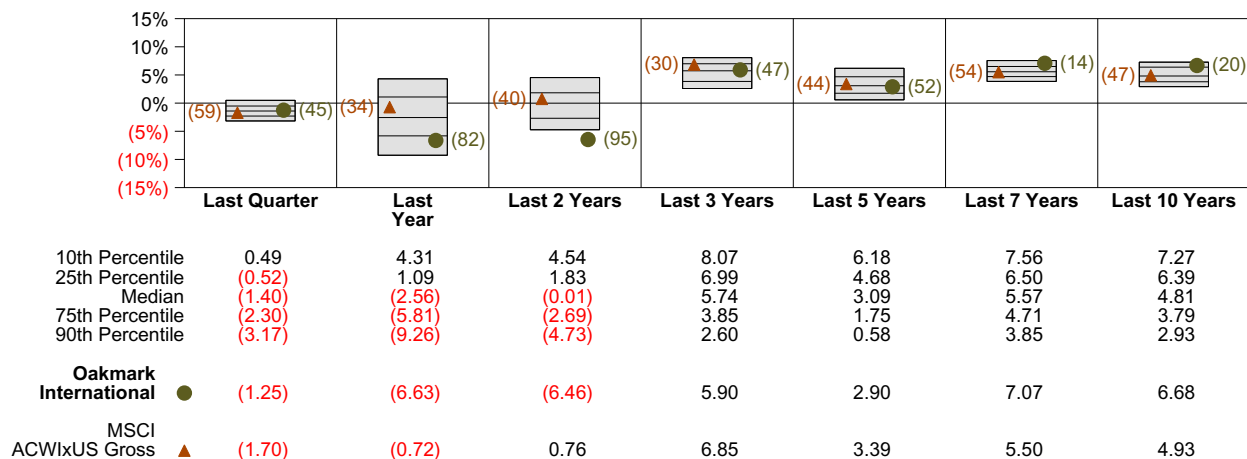 15%
10%
5%
0%
(5%)
(10%)
(15%)
(59) (45)
(34) (82)
(40) (95)
(30) (47)
(44) (52)
(54) (14)
(47) (20)
Last Quarter Last Year Last 2 Years Last 3 Years Last 5 Years Last 7 Years Last 10 Years
10th Percentile 0.49 4.31 4.54 8.07 6.18 7.56 7.27
25th Percentile (0.52) 1.09 1.83 6.99 4.68 6.50 6.39
Median (1.40) (2.56) (0.01) 5.74 3.09 5.57 4.81
75th Percentile (2.30) (5.81) (2.69) 3.85 1.75 4.71 3.79
90th Percentile (3.17) (9.26) (4.73) 2.60 0.58 3.85 2.93
Oakmark
International (1.25) (6.63) (6.46) 5.90 2.90 7.07 6.68
MSCI
ACWIxUS Gross (1.70) (0.72) 0.76 6.85 3.39 5.50 4.93